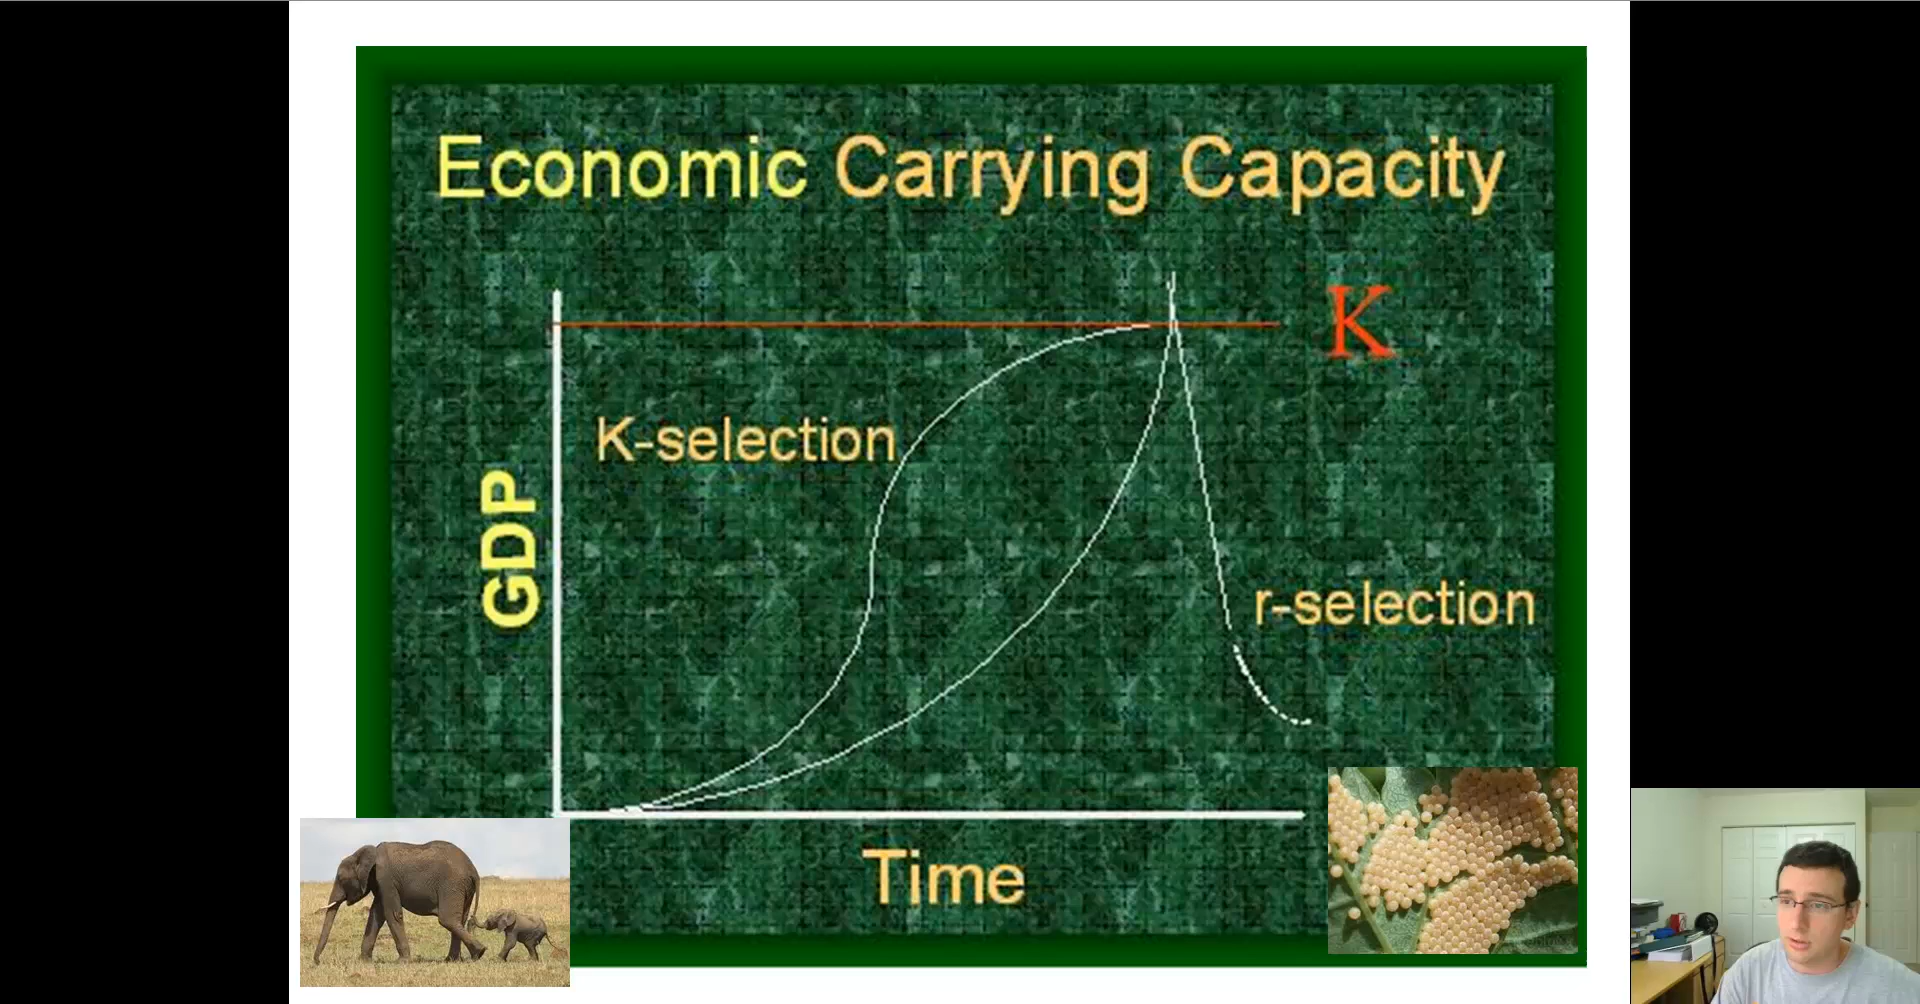 Economic Carrying Capacity
K
K-selection
GDP
r-selection
Time